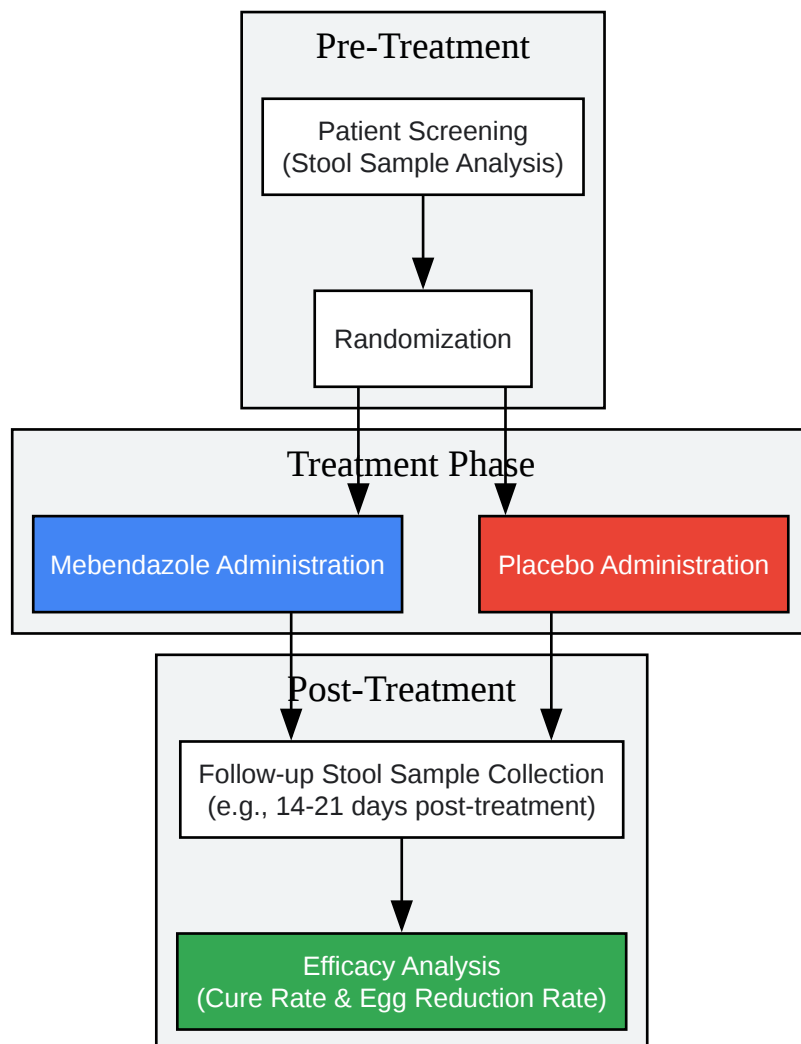 Pre-Treatment
Patient Screening
(Stool Sample Analysis)
Randomization
Treatment Phase
Mebendazole Administration
Placebo Administration
Post-Treatment
Follow-up Stool Sample Collection
(e.g., 14-21 days post-treatment)
Efficacy Analysis
(Cure Rate & Egg Reduction Rate)